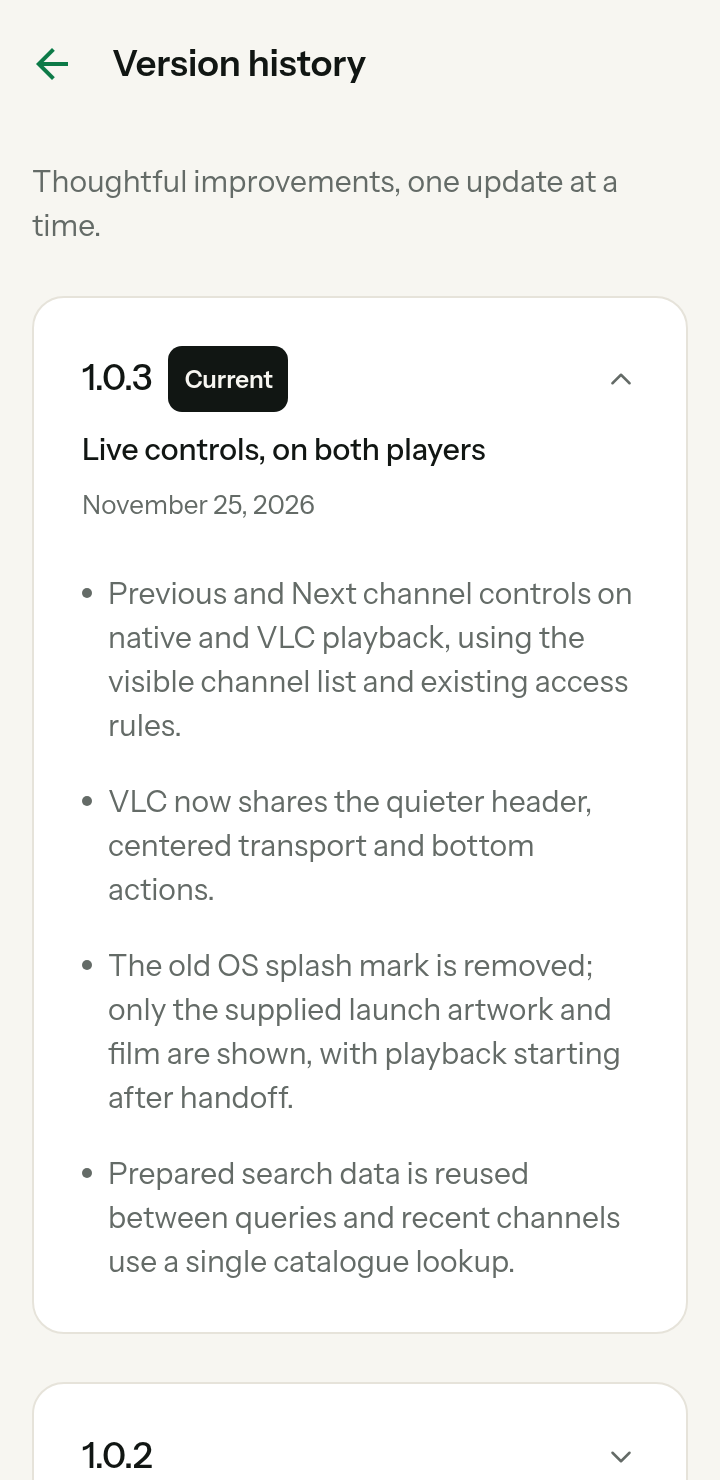 Version history
Thoughtful improvements, one update at a
time.
1.0.3 Current
Live controls, on both players
November 25, 2026
• Previous and Next channel controls on
native and VLC playback, using the
visible channel list and existing access
rules.
• VLC now shares the quieter header,
centered transport and bottom
actions.
• The old OS splash mark is removed;
only the supplied launch artwork and
film are shown, with playback starting
after handoff.
• Prepared search data is reused
between queries and recent channels
use a single catalogue lookup.
1.0.2